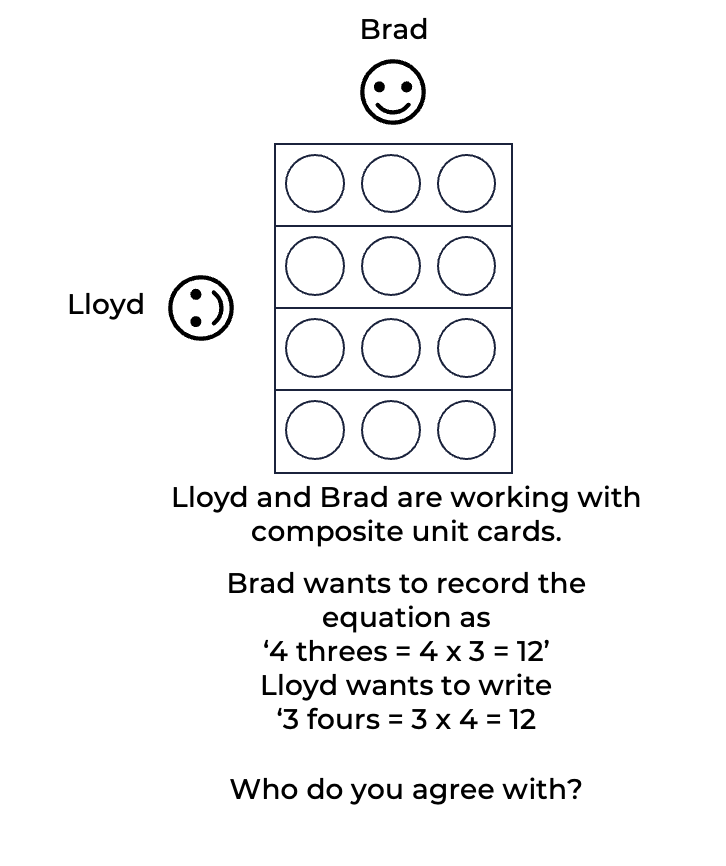 Brad
Lloyd
Lloyd and Brad are working with
composite unit cards.
Brad wants to record the
equation as
‘4 threes = 4 x 3 = 12’
Lloyd wants to write
‘3 fours = 3 x 4 = 12
Who do you agree with?